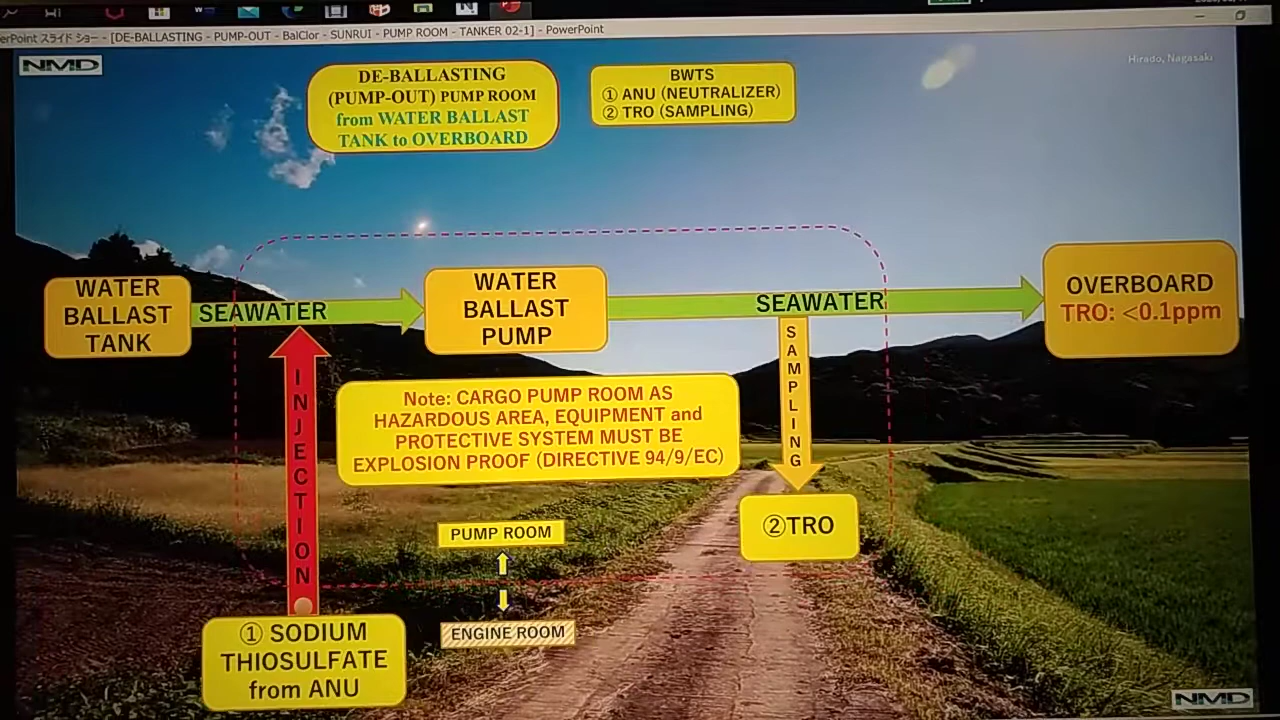 erPoint スライド ショー - [DE-BALLASTING - PUMP-OUT - BalClor - SUNRUI - PUMP ROOM - TANKER 02-1] - PowerPoint
NMD
Hirado, Nagasaki
DE-BALLASTING
(PUMP-OUT) PUMP ROOM
from WATER BALLAST
TANK to OVERBOARD
BWTS
① ANU (NEUTRALIZER)
② TRO (SAMPLING)
WATER
BALLAST
TANK
SEAWATER
WATER
BALLAST
PUMP
SEAWATER
OVERBOARD
TRO: <0.1ppm
INJECTION
SAMPLING
Note: CARGO PUMP ROOM AS
HAZARDOUS AREA, EQUIPMENT and
PROTECTIVE SYSTEM MUST BE
EXPLOSION PROOF (DIRECTIVE 94/9/EC)
②TRO
PUMP ROOM
ENGINE ROOM
① SODIUM
THIOSULFATE
from ANU
NMD